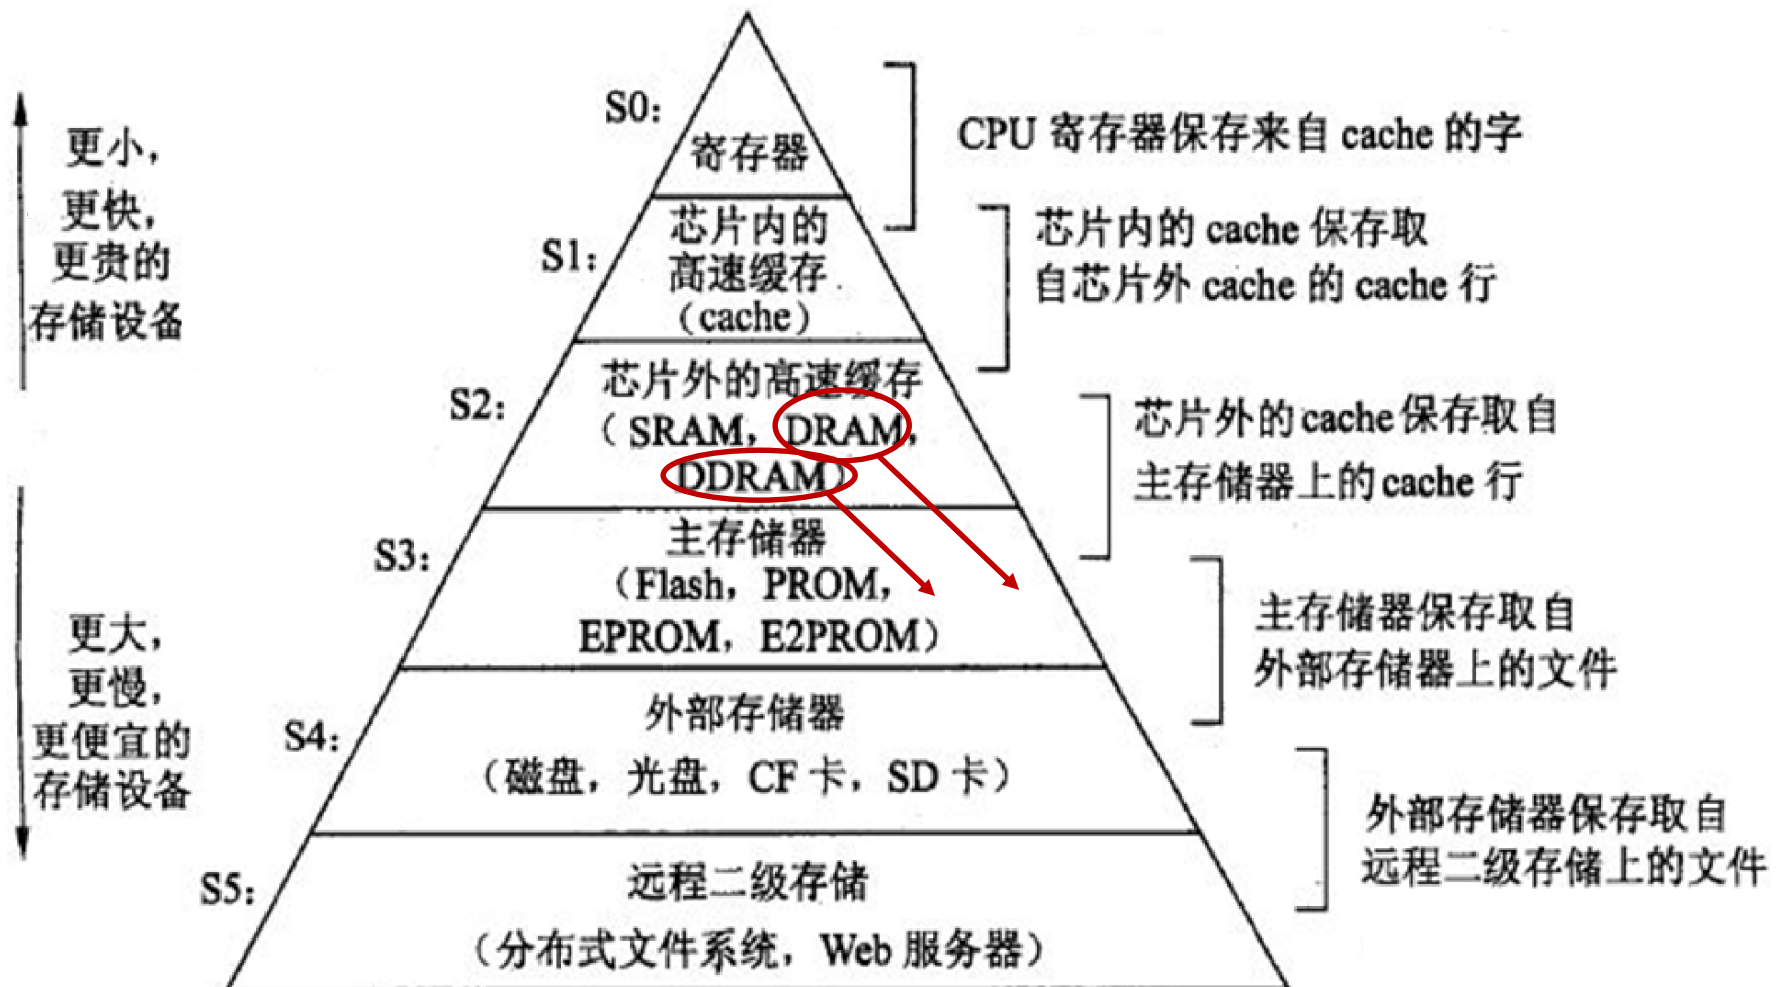 更小，
更快，
更贵的
存储设备
更大，
更慢，
更便宜的
存储设备
S0：
寄存器
CPU 寄存器保存来自 cache 的字
S1：
芯片内的
高速缓存
（cache）
芯片内的 cache 保存取
自芯片外 cache 的 cache 行
S2：
芯片外的高速缓存
（SRAM，DRAM，
DDRAM）
芯片外的cache保存取自
主存储器上的cache 行
S3：
主存储器
（Flash，PROM，
EPROM，E2PROM）
主存储器保存取自
外部存储器上的文件
S4：
外部存储器
（磁盘，光盘，CF 卡，SD 卡）
外部存储器保存取自
远程二级存储上的文件
S5：
远程二级存储
（分布式文件系统，Web 服务器）